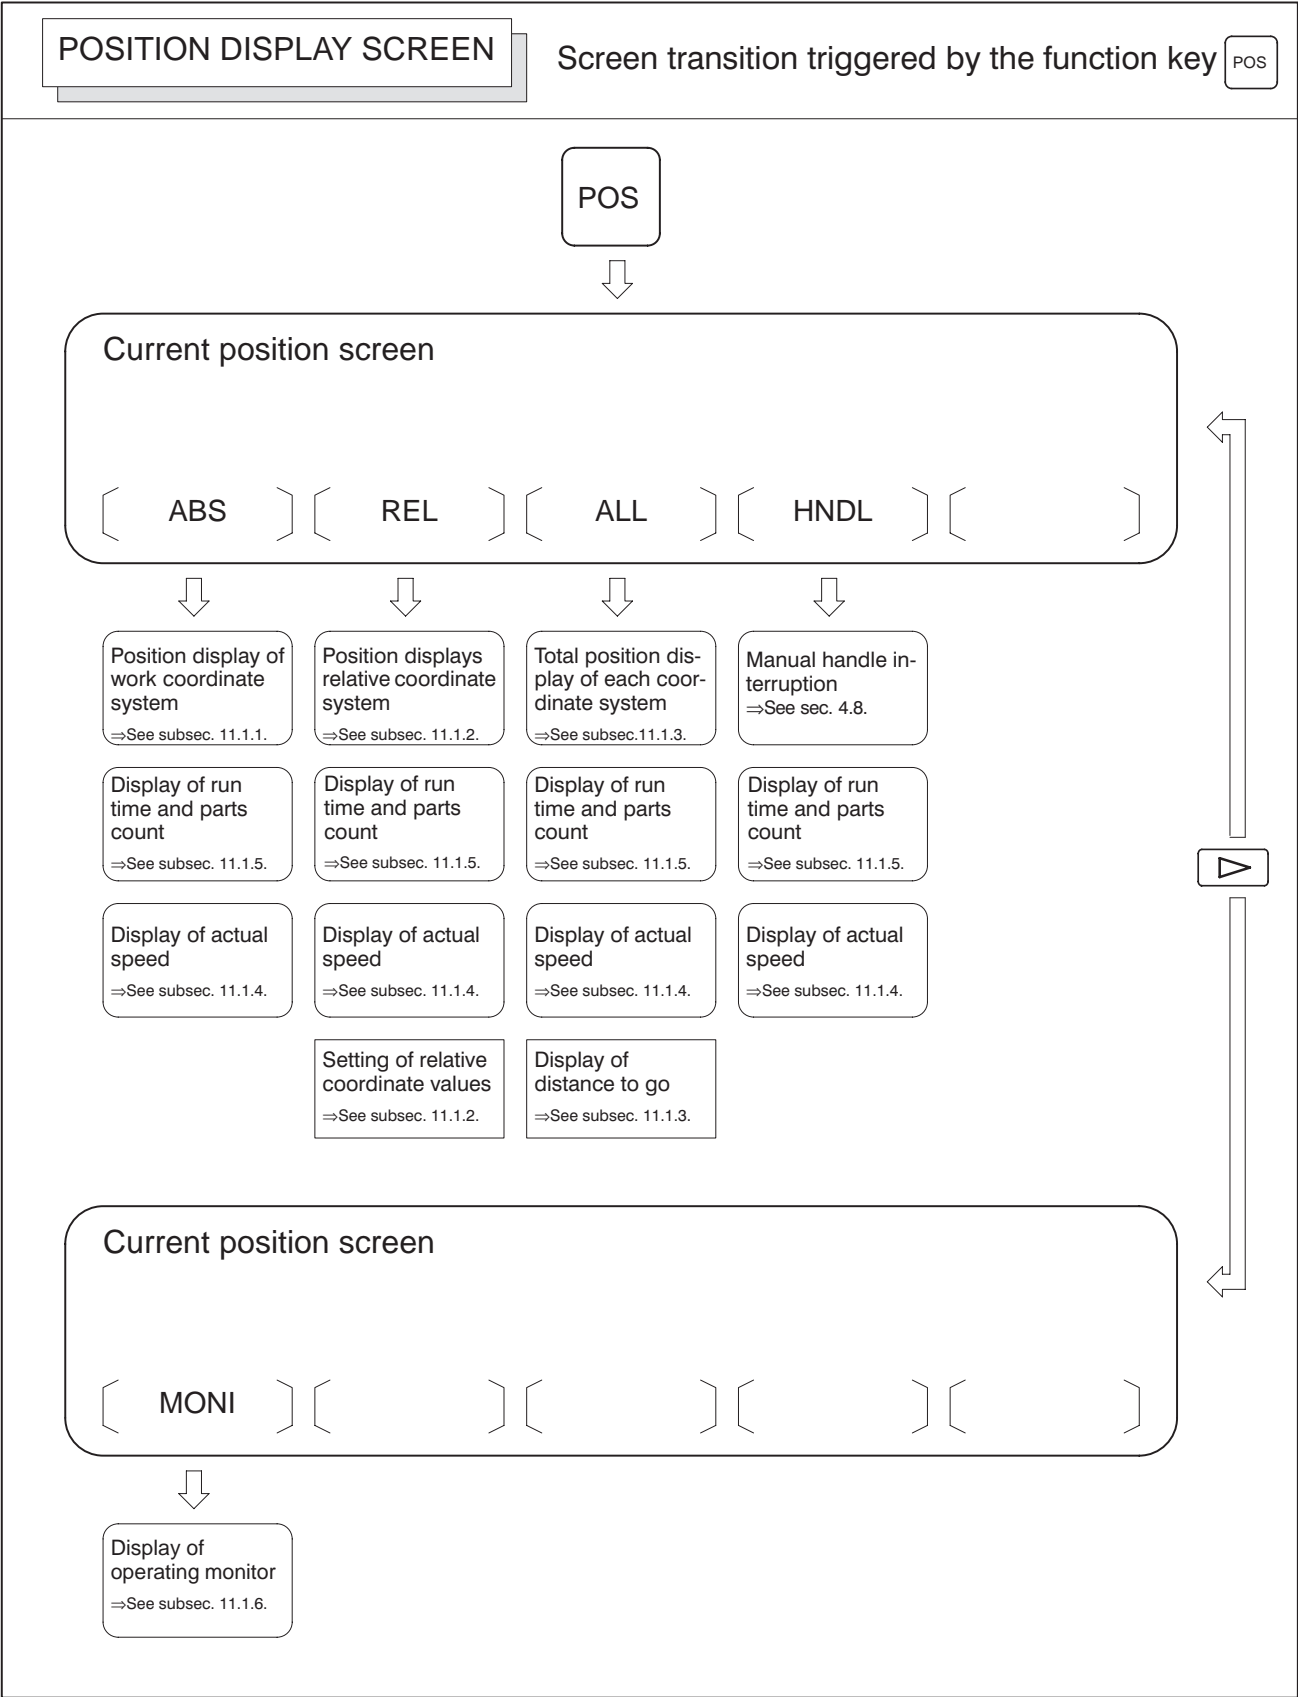 POSITION DISPLAY SCREEN
Screen transition triggered by the function key POS
POS
Current position screen
ABS
REL
ALL
HNDL
Position display of
work coordinate
system
⇒See subsec. 11.1.1.
Position displays
relative coordinate
system
⇒See subsec. 11.1.2.
Total position dis-
play of each coor-
dinate system
⇒See subsec.11.1.3.
Manual handle in-
terruption
⇒See sec. 4.8.
Display of run
time and parts
count
⇒See subsec. 11.1.5.
Display of run
time and parts
count
⇒See subsec. 11.1.5.
Display of run
time and parts
count
⇒See subsec. 11.1.5.
Display of run
time and parts
count
⇒See subsec. 11.1.5.
Display of actual
speed
⇒See subsec. 11.1.4.
Display of actual
speed
⇒See subsec. 11.1.4.
Display of actual
speed
⇒See subsec. 11.1.4.
Display of actual
speed
⇒See subsec. 11.1.4.
Setting of relative
coordinate values
⇒See subsec. 11.1.2.
Display of
distance to go
⇒See subsec. 11.1.3.
Current position screen
MONI
Display of
operating monitor
⇒See subsec. 11.1.6.